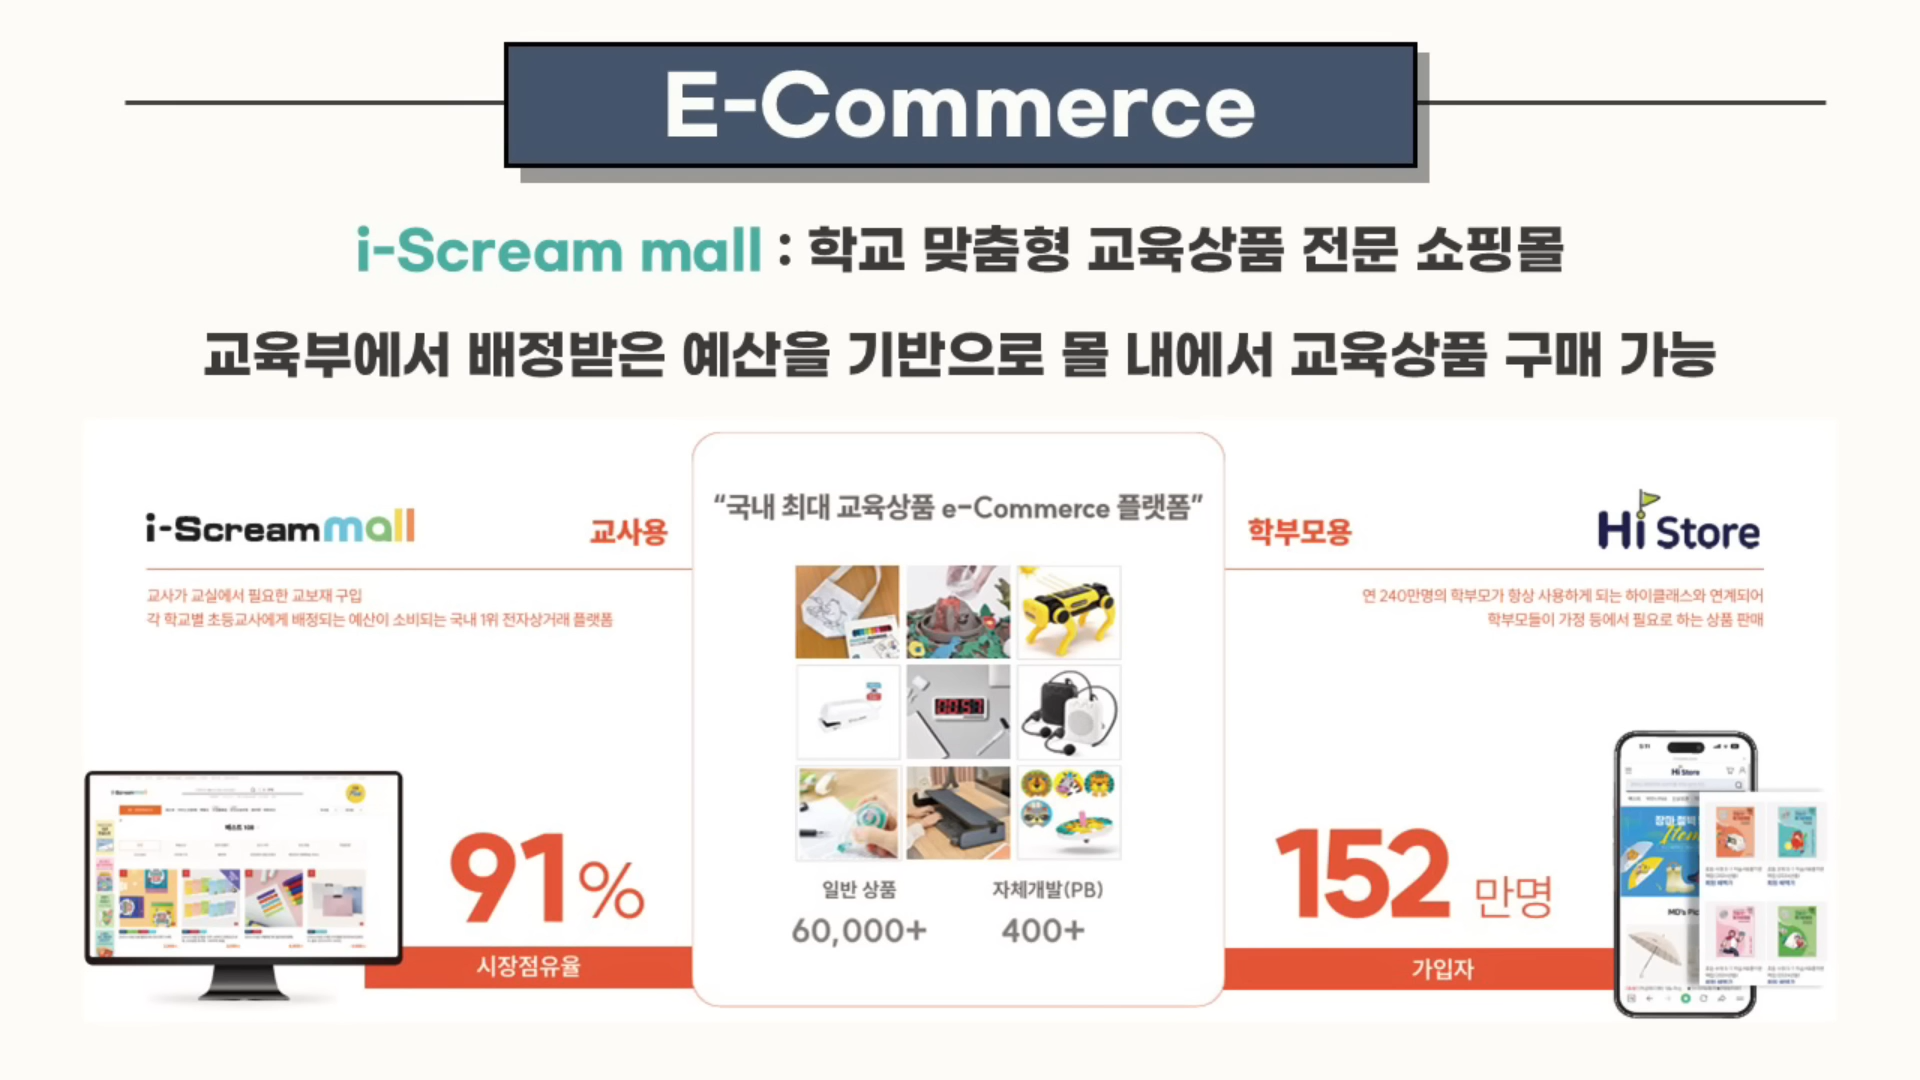 E-Commerce
i-Scream mall : 학교 맞춤형 교육상품 전문 쇼핑몰
교육부에서 배정받은 예산을 기반으로 몰 내에서 교육상품 구매 가능
i-Scream mall
교사용
교사가 교실에서 필요한 교보재 구입
각 학교별 초등교사에게 배정되는 예산이 소비되는 국내 1위 전자상거래 플랫폼
91%
시장점유율
“국내 최대 교육상품 e-Commerce 플랫폼”
일반 상품
60,000+
자체개발(PB)
400+
학부모용
Hi Store
연 240만명의 학부모가 항상 사용하게 되는 하이클래스와 연계되어
학부모들이 가정 등에서 필요로 하는 상품 판매
152 만명
가입자
Hi Store